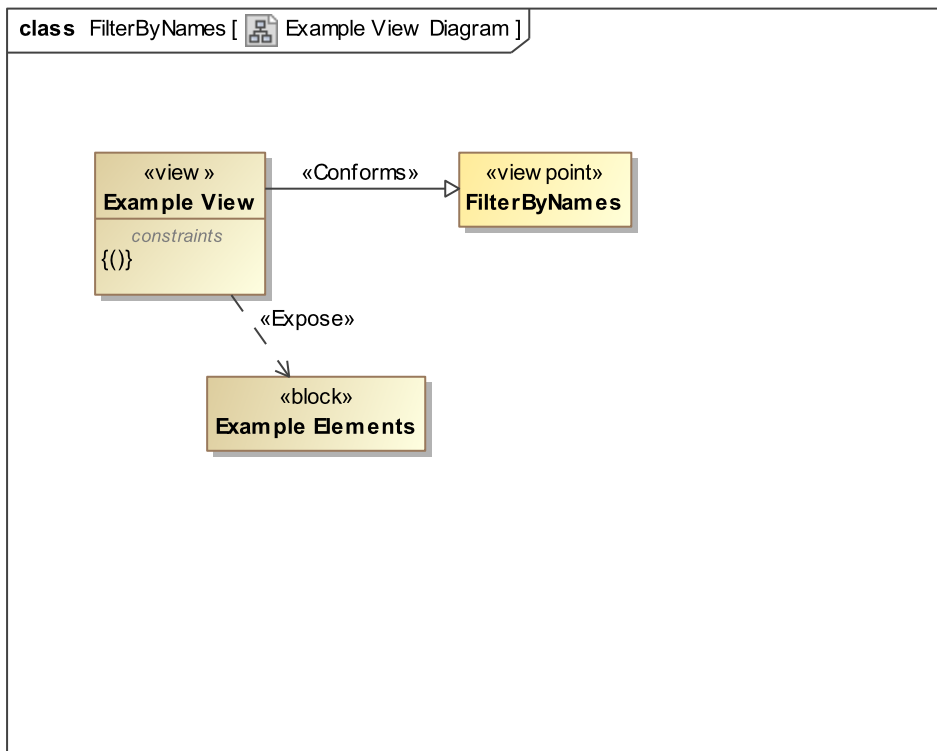 class FilterByNames [ Example View Diagram ]
«view »
Example View
constraints
{()}
«Conforms»
«view point»
FilterByNames
«Expose»
«block»
Example Elements